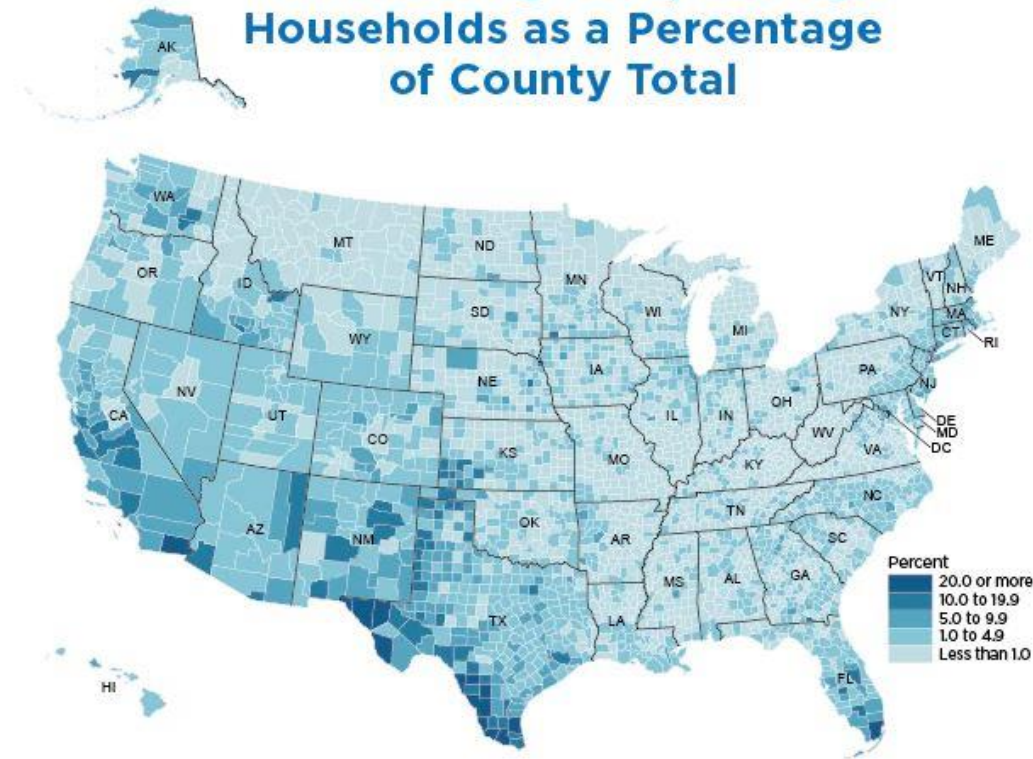 Households as a Percentage
of County Total
AK
WA
MT
ND
ME
OR
ID
MN
VT
NH
SD
WI
NY
MA
WY
MI
CT
RI
IA
PA
NE
NJ
NV
OH
UT
IL
IN
DE
CA
CO
MD
WV
DC
KS
MO
VA
KY
NC
OK
TN
AZ
NM
AR
SC
MS
AL
GA
TX
LA
FL
HI
Percent
20.0 or more
10.0 to 19.9
5.0 to 9.9
1.0 to 4.9
Less than 1.0